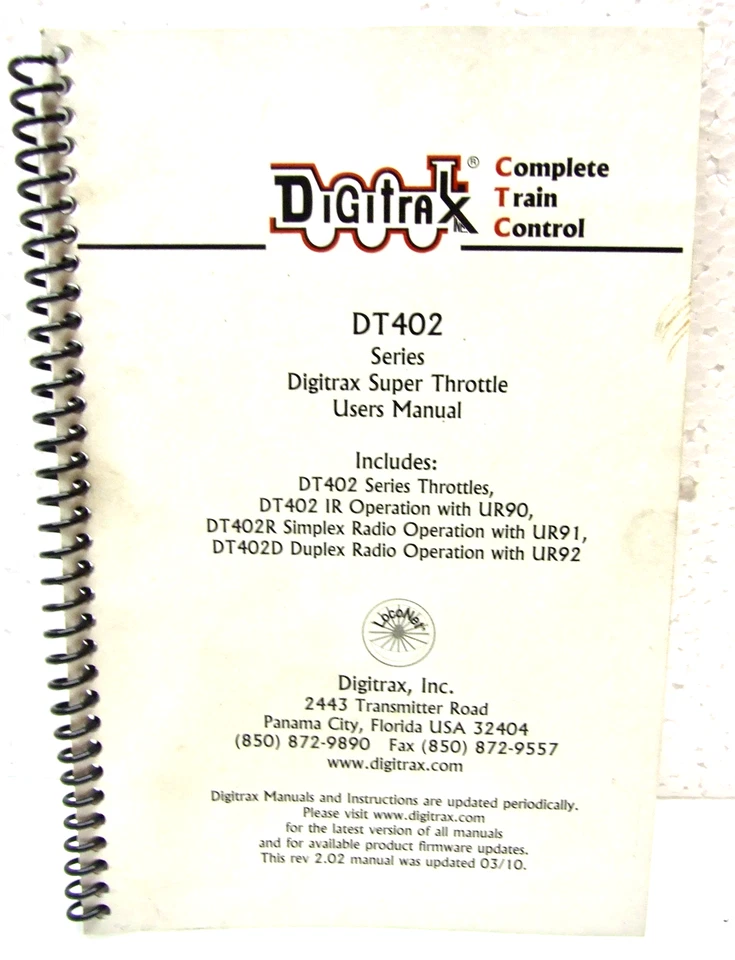 DIGITRAX ® Complete
INC. Train
Control
DT402
Series
Digitrax Super Throttle
Users Manual
Includes:
DT402 Series Throttles,
DT402 IR Operation with UR90,
DT402R Simplex Radio Operation with UR91,
DT402D Duplex Radio Operation with UR92
LocoNet
Digitrax, Inc.
2443 Transmitter Road
Panama City, Florida USA 32404
(850) 872-9890 Fax (850) 872-9557
www.digitrax.com
Digitrax Manuals and Instructions are updated periodically.
Please visit www.digitrax.com
for the latest version of all manuals
and for available product firmware updates.
This rev 2.02 manual was updated 03/10.